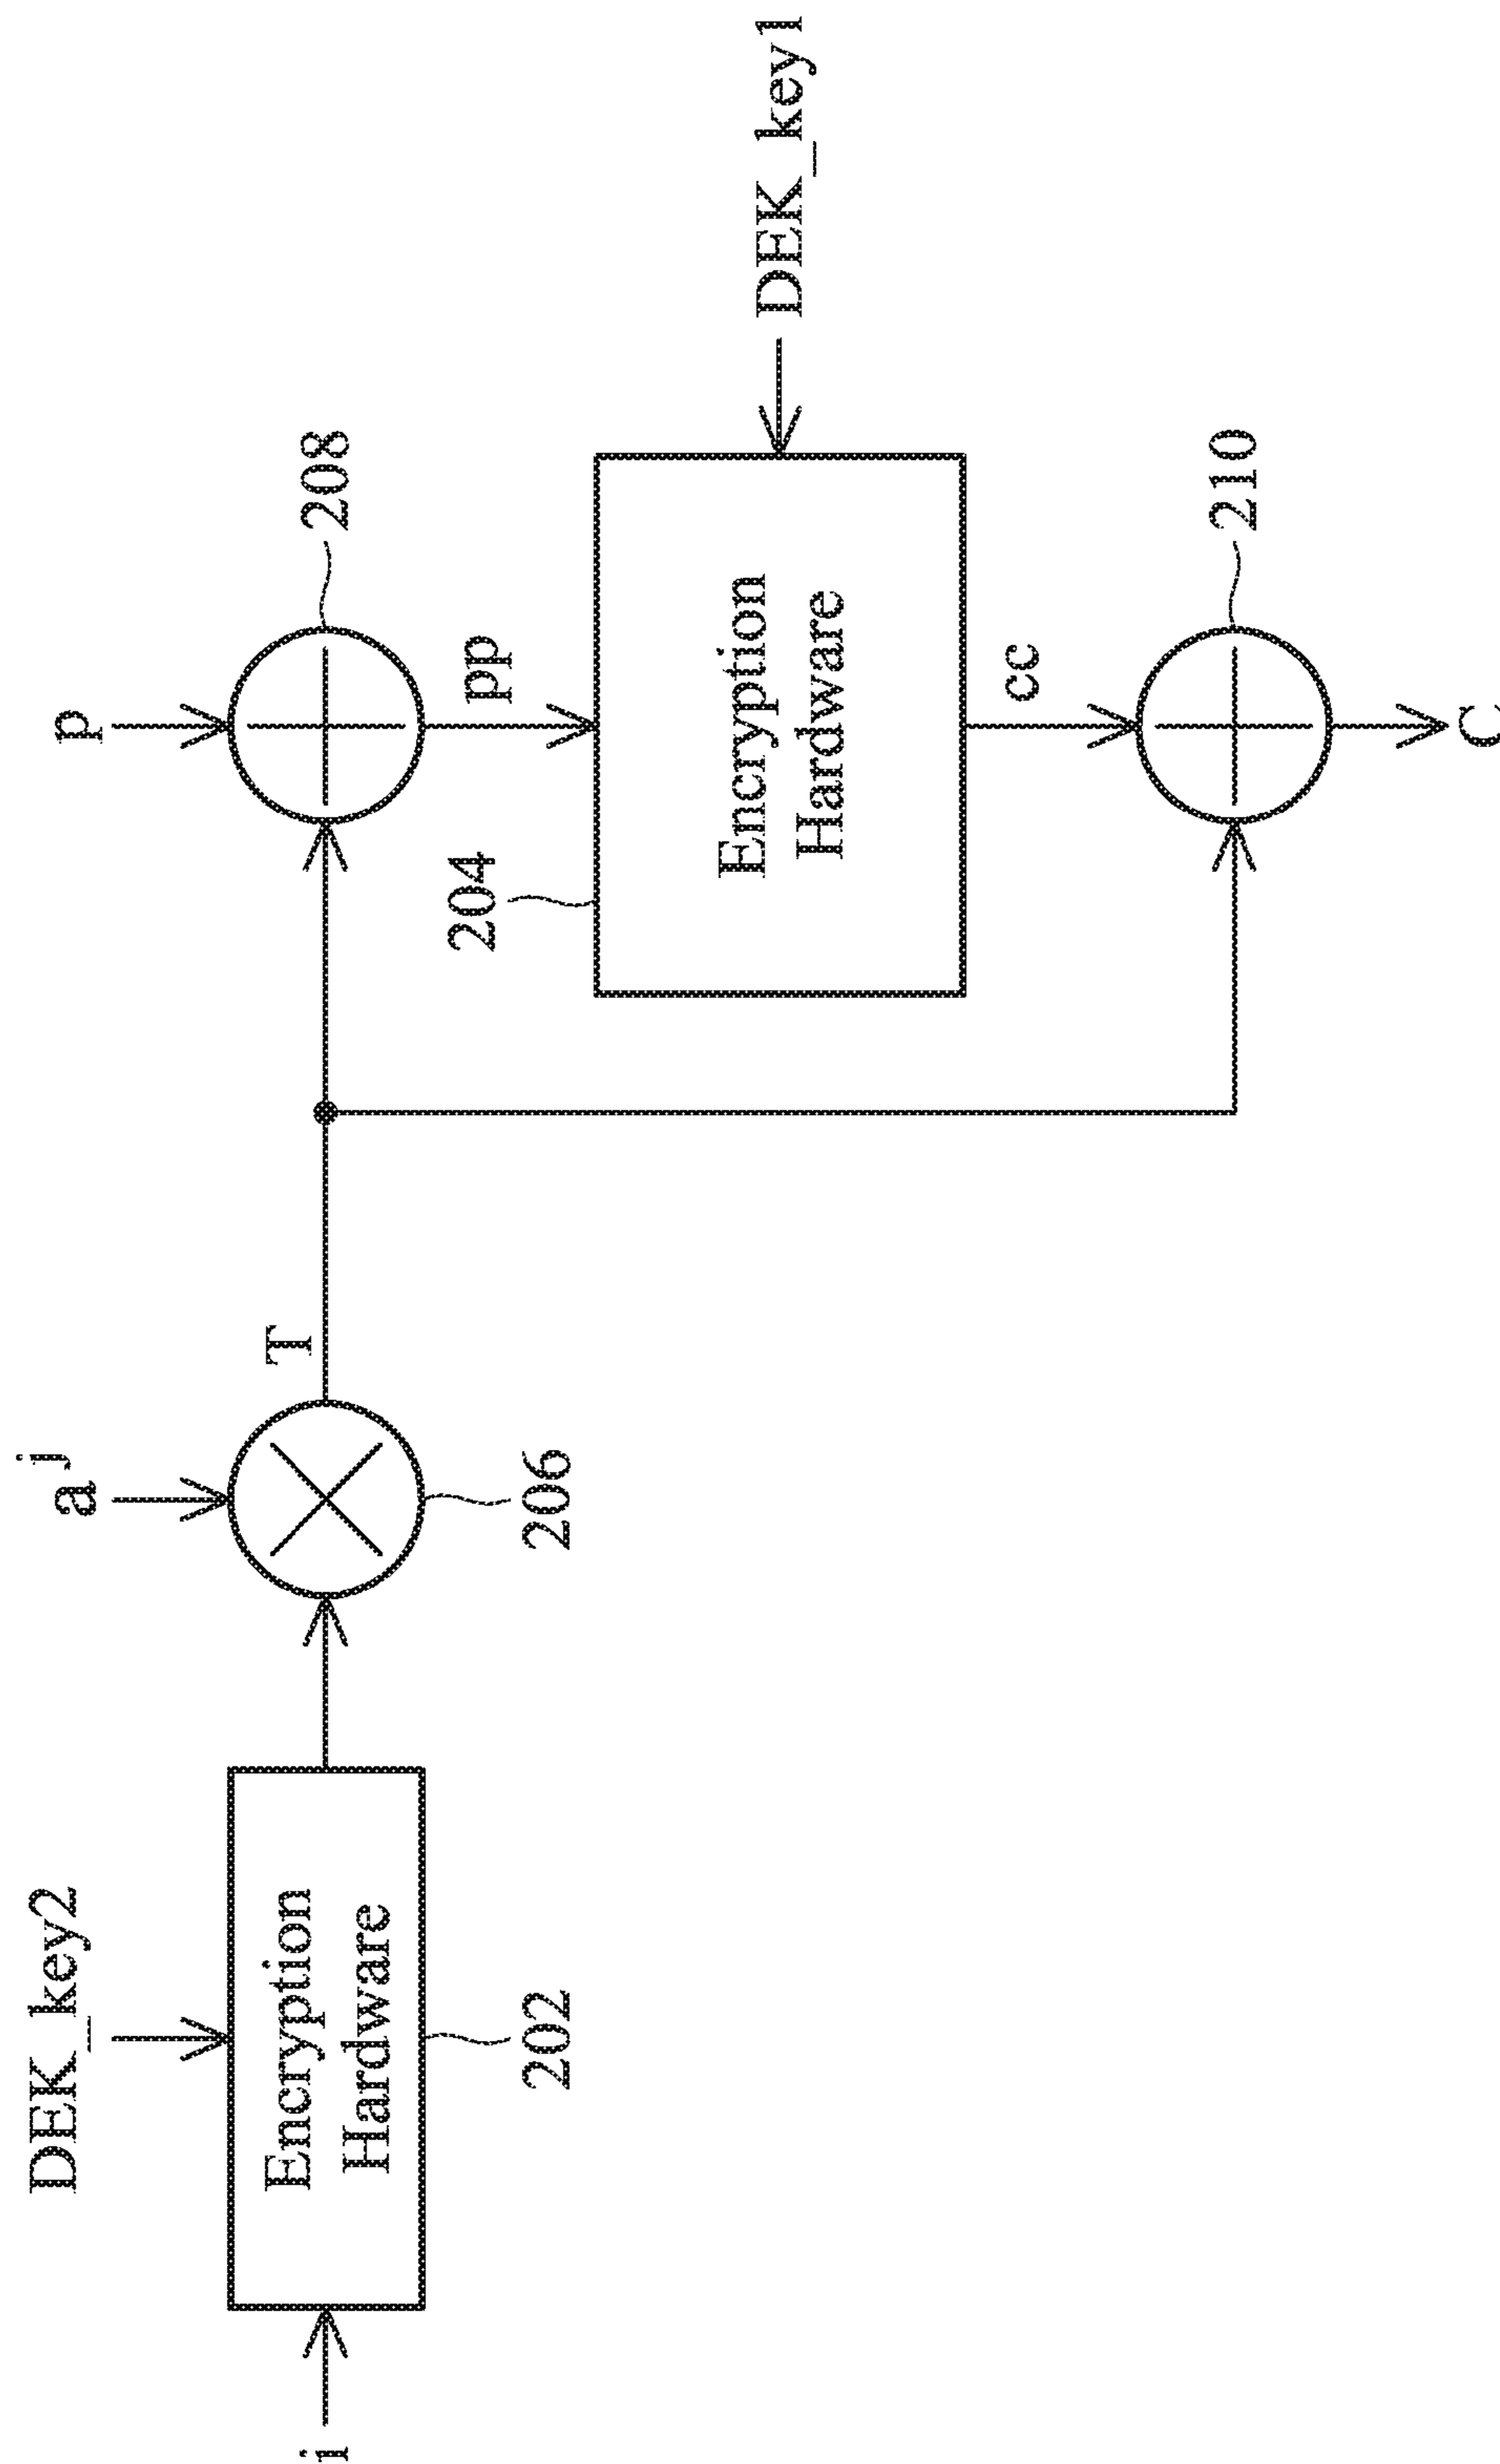 DEK_key2
a^j
p
i
Encryption
Hardware
202
206
T
208
pp
204
Encryption
Hardware
DEK_key1
cc
210
C